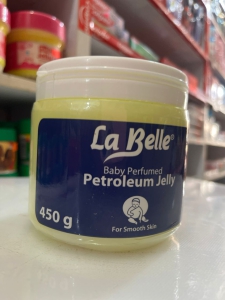 La Belle®
Baby Perfumed
Petroleum Jelly
450 g
For Smooth Skin